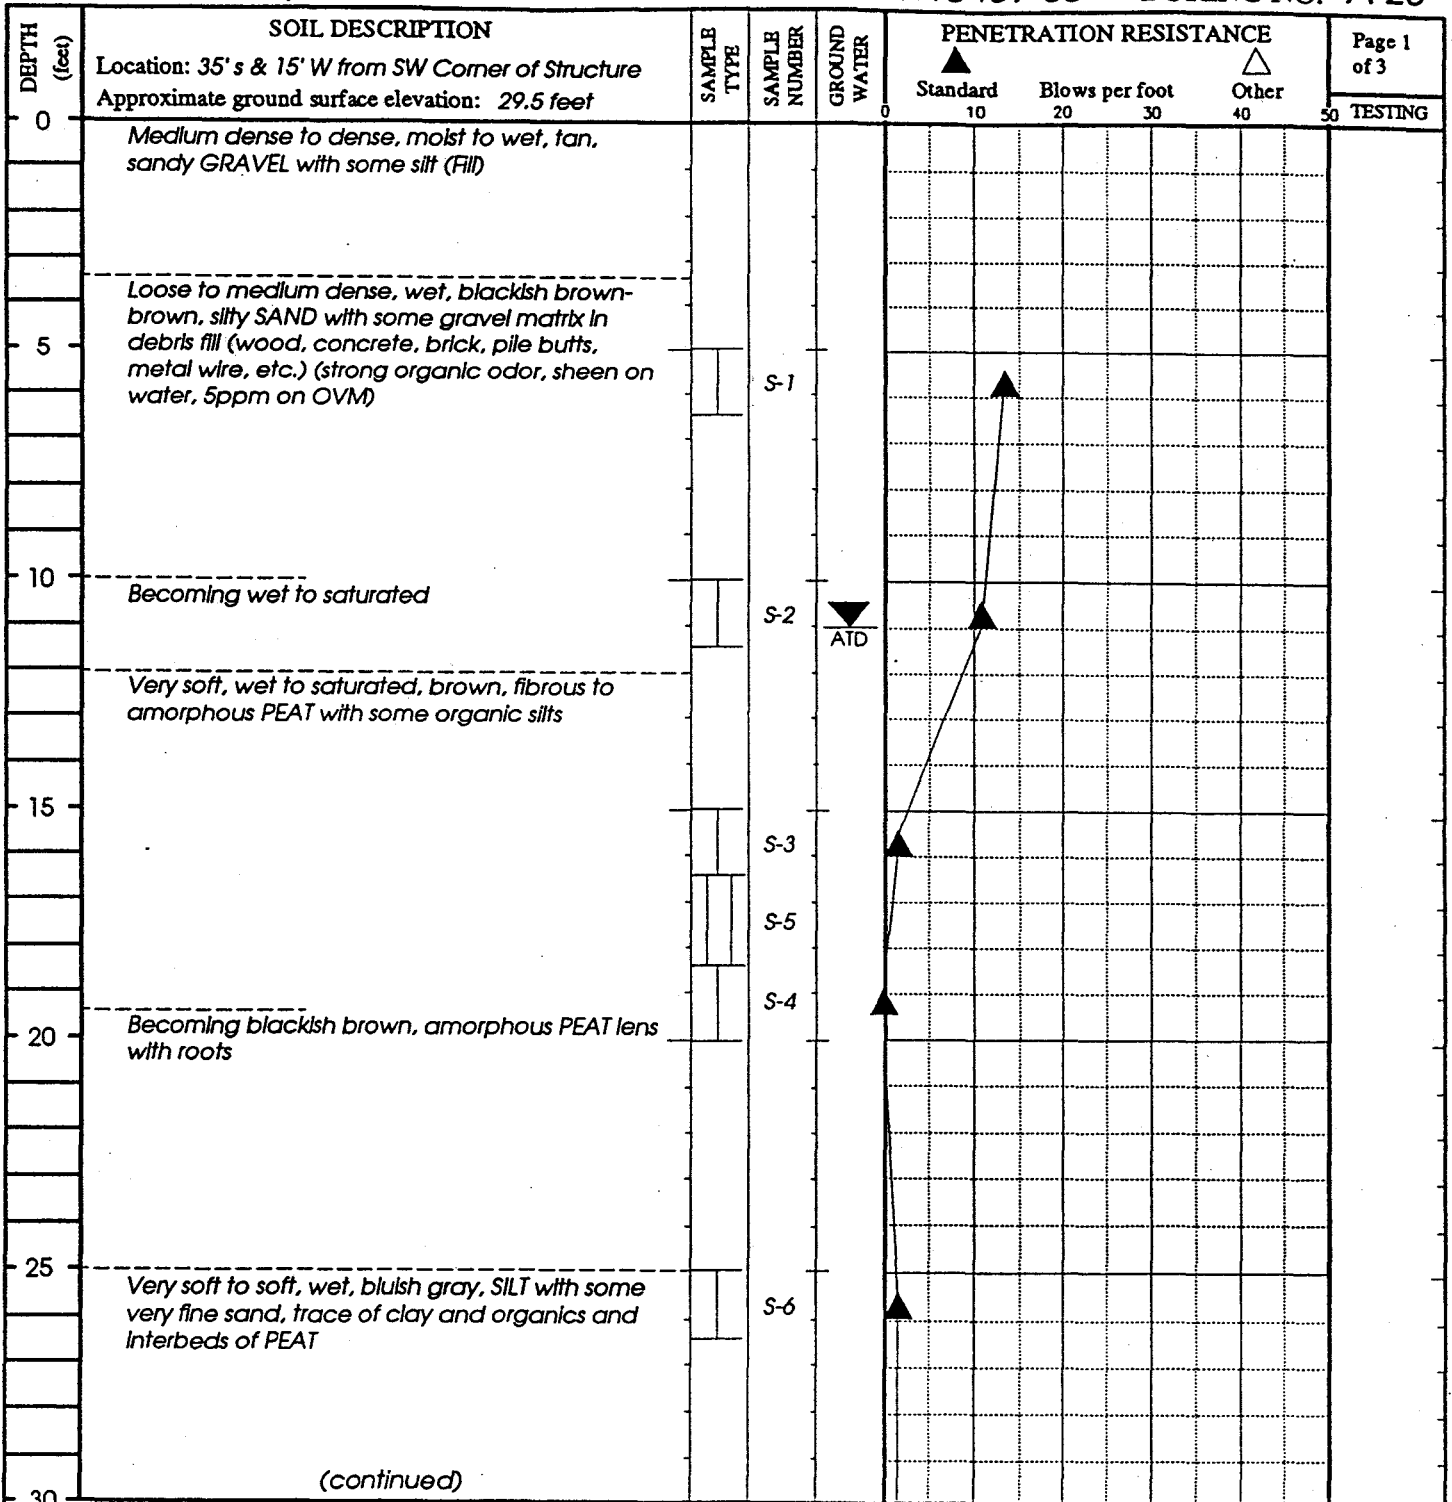 DEPTH (feet)
SOIL DESCRIPTION
Location: 35' s & 15' W from SW Corner of Structure
Approximate ground surface elevation: 29.5 feet
SAMPLE TYPE
SAMPLE NUMBER
GROUND WATER
PENETRATION RESISTANCE
Standard Blows per foot Other
0 10 20 30 40 50
Page 1
of 3
TESTING
0
Medium dense to dense, moist to wet, tan,
sandy GRAVEL with some silt (Fill)
Loose to medium dense, wet, blackish brown-
brown, silty SAND with some gravel matrix in
5
debris fill (wood, concrete, brick, pile butts,
metal wire, etc.) (strong organic odor, sheen on
water, 5ppm on OVM)
S-1
10
Becoming wet to saturated
S-2
ATD
Very soft, wet to saturated, brown, fibrous to
amorphous PEAT with some organic silts
15
S-3
S-5
S-4
Becoming blackish brown, amorphous PEAT lens
with roots
20
25
Very soft to soft, wet, bluish gray, SILT with some
very fine sand, trace of clay and organics and
interbeds of PEAT
S-6
(continued)
30